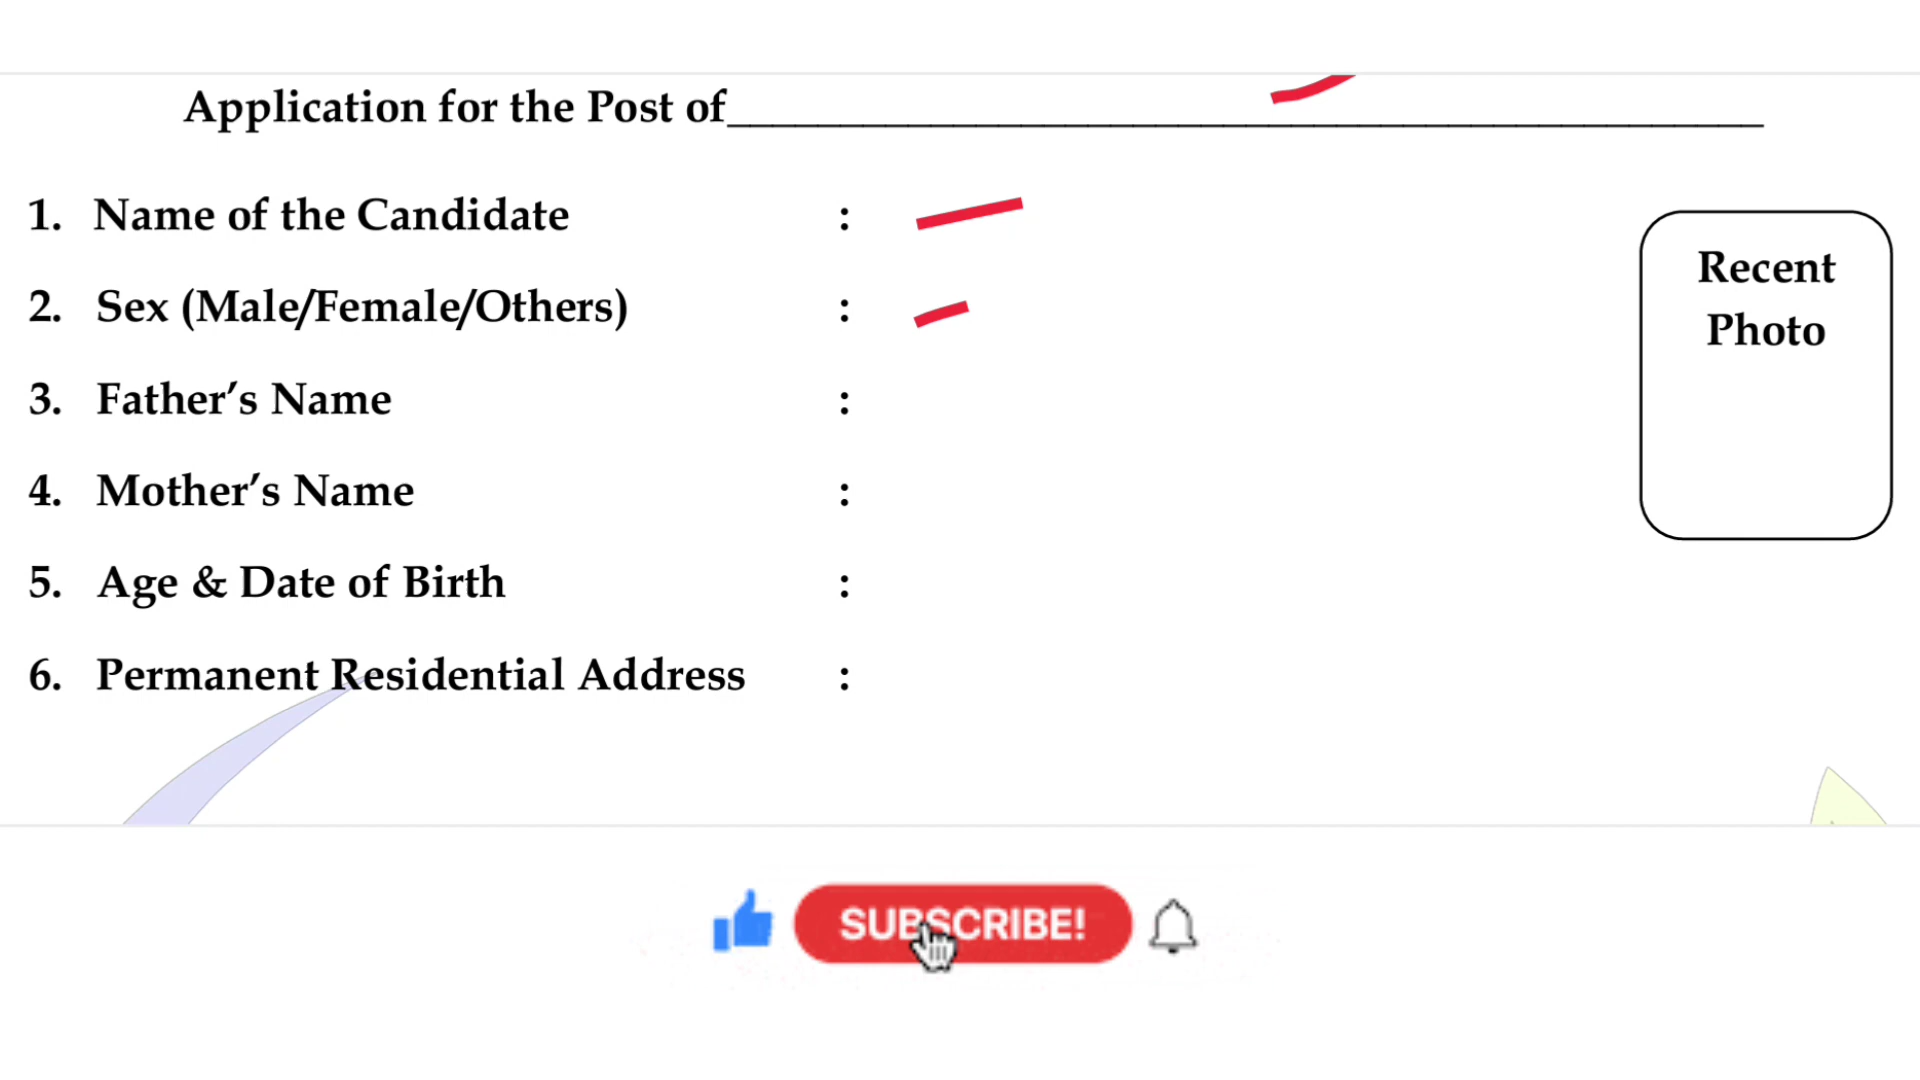 Application for the Post of______________________________________________
1. Name of the Candidate :
2. Sex (Male/Female/Others) :
Recent
Photo
3. Father’s Name :
4. Mother’s Name :
5. Age & Date of Birth :
6. Permanent Residential Address :
SUBSCRIBE!